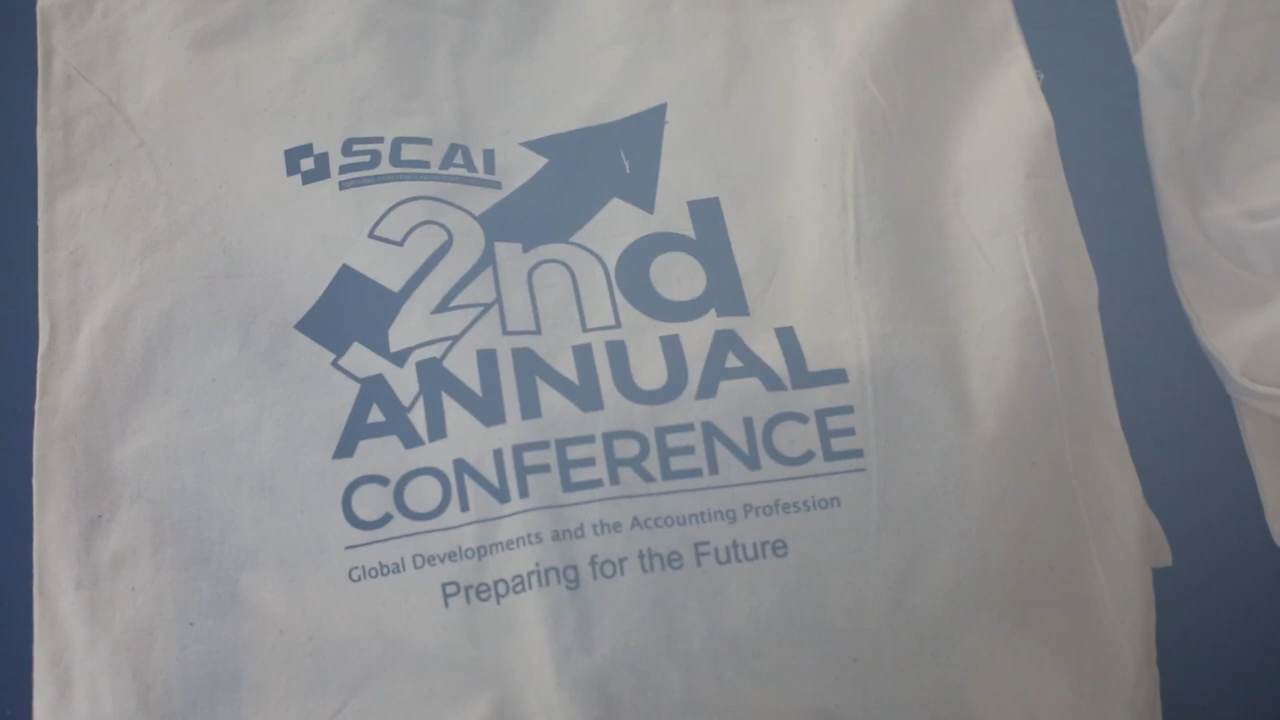 SCAI
2nd
ANNUAL
CONFERENCE
Global Developments and the Accounting Profession
Preparing for the Future